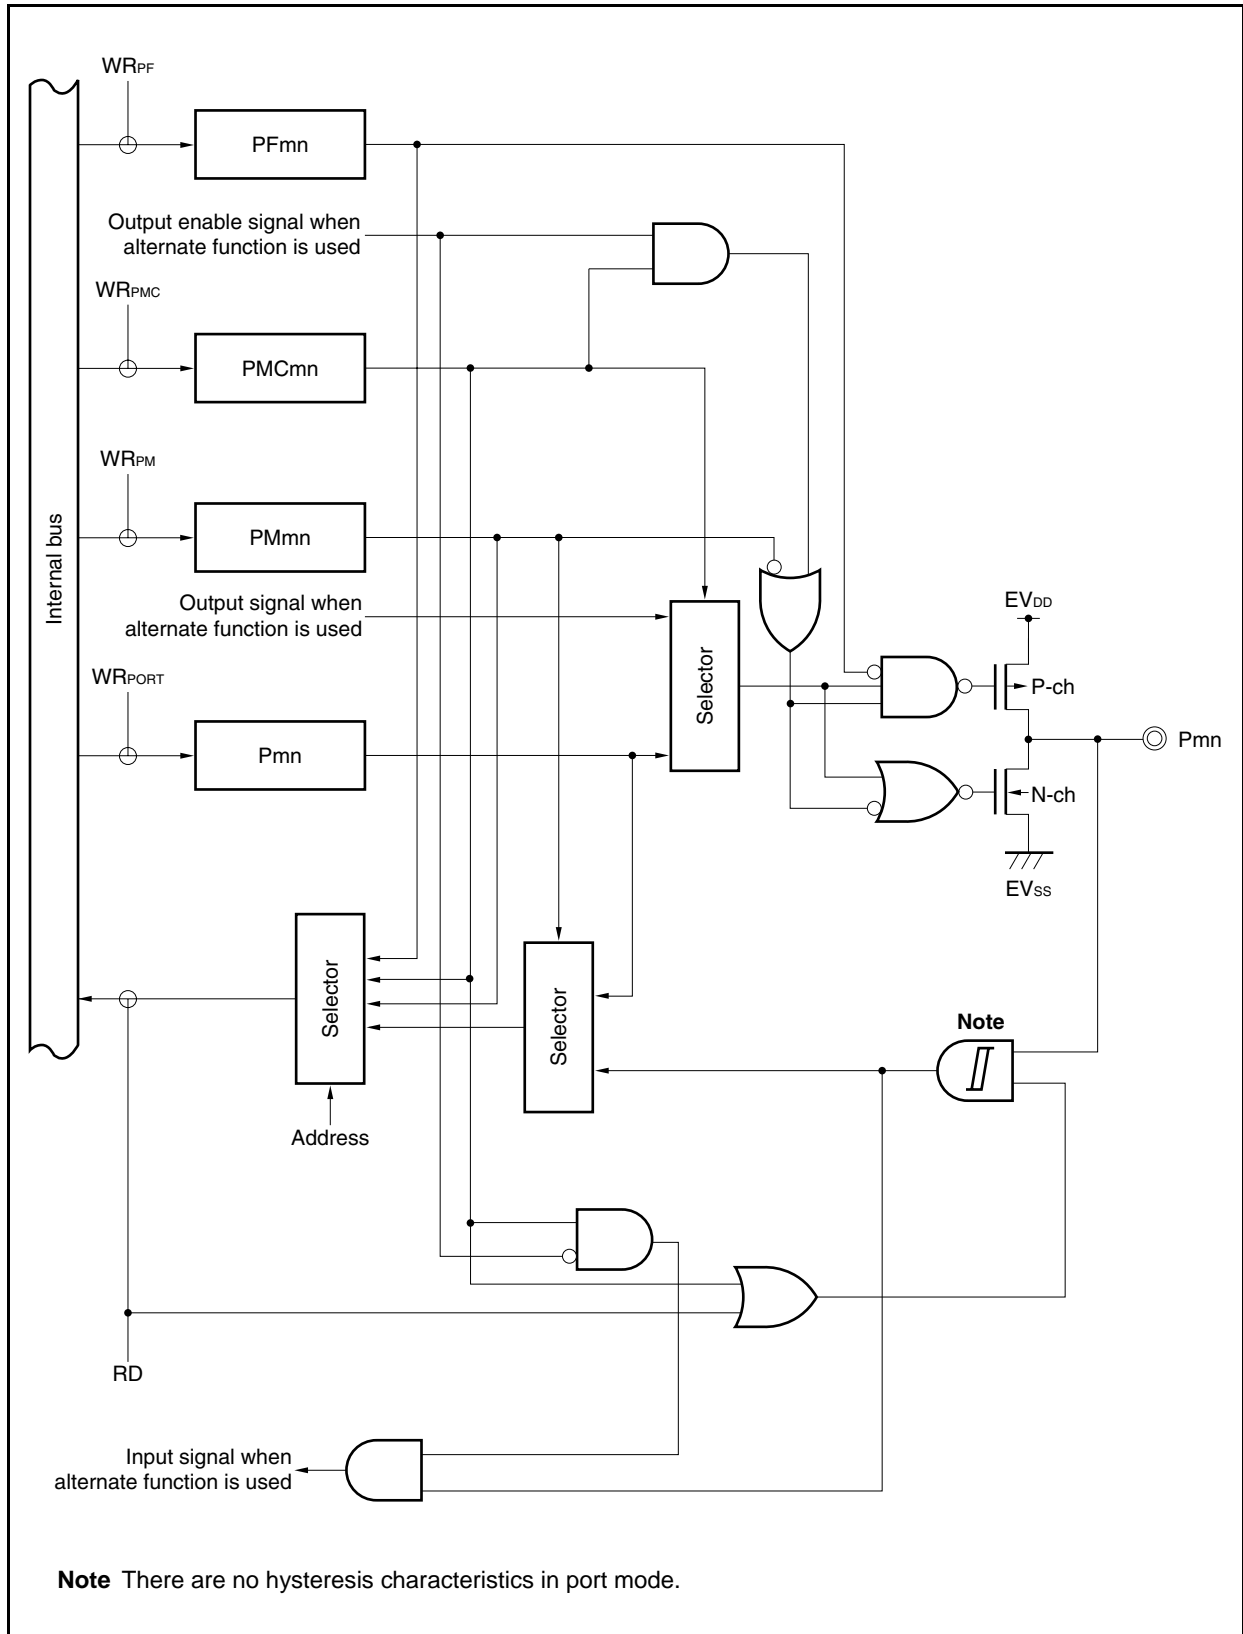 WRPF
PFmn
Output enable signal when
alternate function is used
WRPMC
PMCmn
WRPM
PMmn
Internal bus
Output signal when
alternate function is used
EVDD
WRPORT
Selector
P-ch
Pmn
Pmn
N-ch
EVSS
Selector
Selector
Note
Address
RD
Input signal when
alternate function is used
Note There are no hysteresis characteristics in port mode.